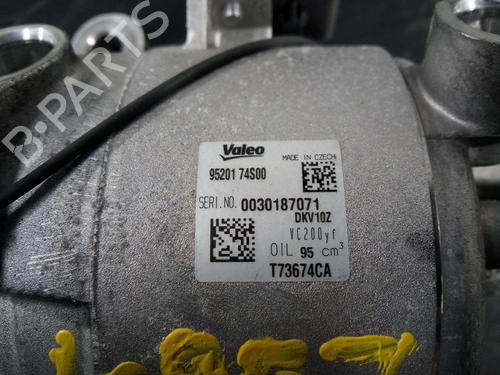 B-PARTS
Valeo
MADE IN CZECH
95201 74S00
SERI.NO. 0030187071
DKV10Z
VC200yf
OIL 95 cm³
T73674CA